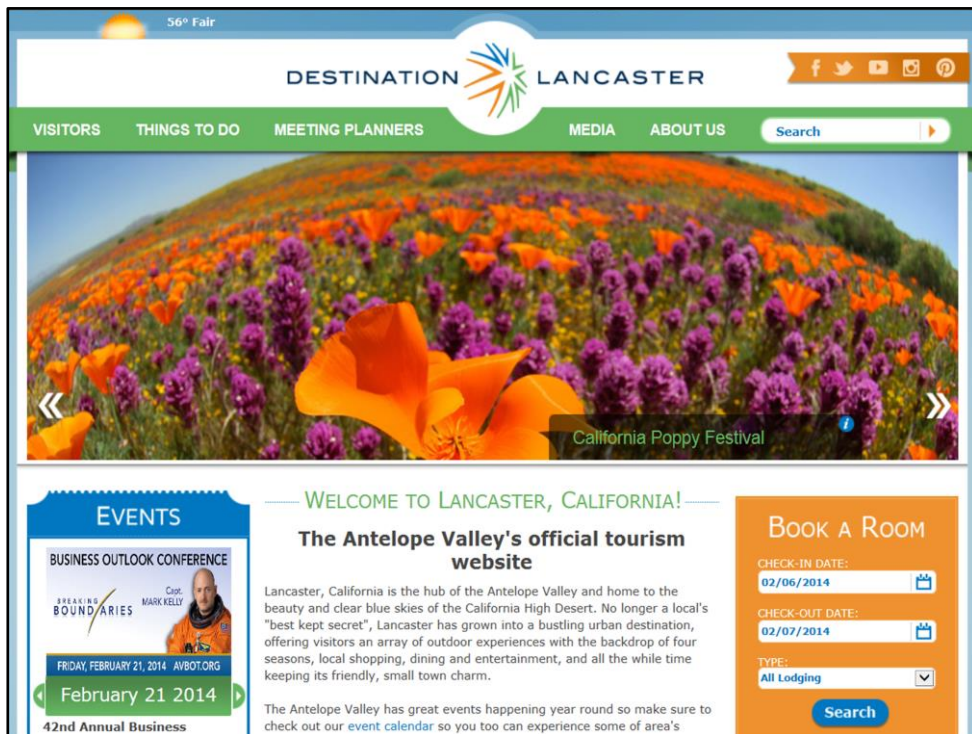 56º Fair
DESTINATION LANCASTER
VISITORS THINGS TO DO MEETING PLANNERS MEDIA ABOUT US Search
California Poppy Festival
EVENTS
BUSINESS OUTLOOK CONFERENCE
BREAKING
BOUNDARIES
Capt.
MARK KELLY
FRIDAY, FEBRUARY 21, 2014 AVBOT.ORG
February 21 2014
42nd Annual Business
WELCOME TO LANCASTER, CALIFORNIA!
The Antelope Valley's official tourism
website
Lancaster, California is the hub of the Antelope Valley and home to the
beauty and clear blue skies of the California High Desert. No longer a local's
"best kept secret", Lancaster has grown into a bustling urban destination,
offering visitors an array of outdoor experiences with the backdrop of four
seasons, local shopping, dining and entertainment, and all the while time
keeping its friendly, small town charm.
The Antelope Valley has great events happening year round so make sure to
check out our event calendar so you too can experience some of area's
BOOK A ROOM
CHECK-IN DATE:
02/06/2014
CHECK-OUT DATE:
02/07/2014
TYPE:
All Lodging
Search